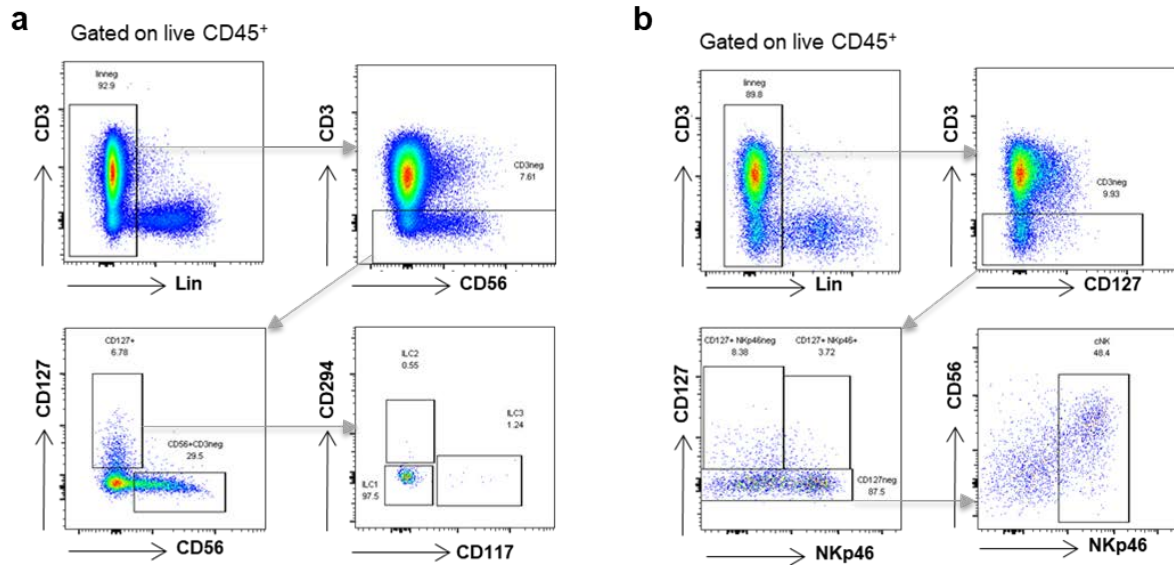 a
Gated on live CD45+
linneg
92.9
CD3
Lin
CD3
CD3neg
7.61
CD56
CD127+
6.78
CD56+CD3neg
29.5
CD127
CD56
ILC2
0.55
ILC3
1.24
ILC1
97.5
CD294
CD117
b
Gated on live CD45+
linneg
89.8
CD3
Lin
CD3
CD3neg
9.93
CD127
CD127+ NKp46neg
8.38
CD127+ NKp46+
3.72
CD127neg
87.5
CD127
NKp46
cNK
48.4
CD56
NKp46